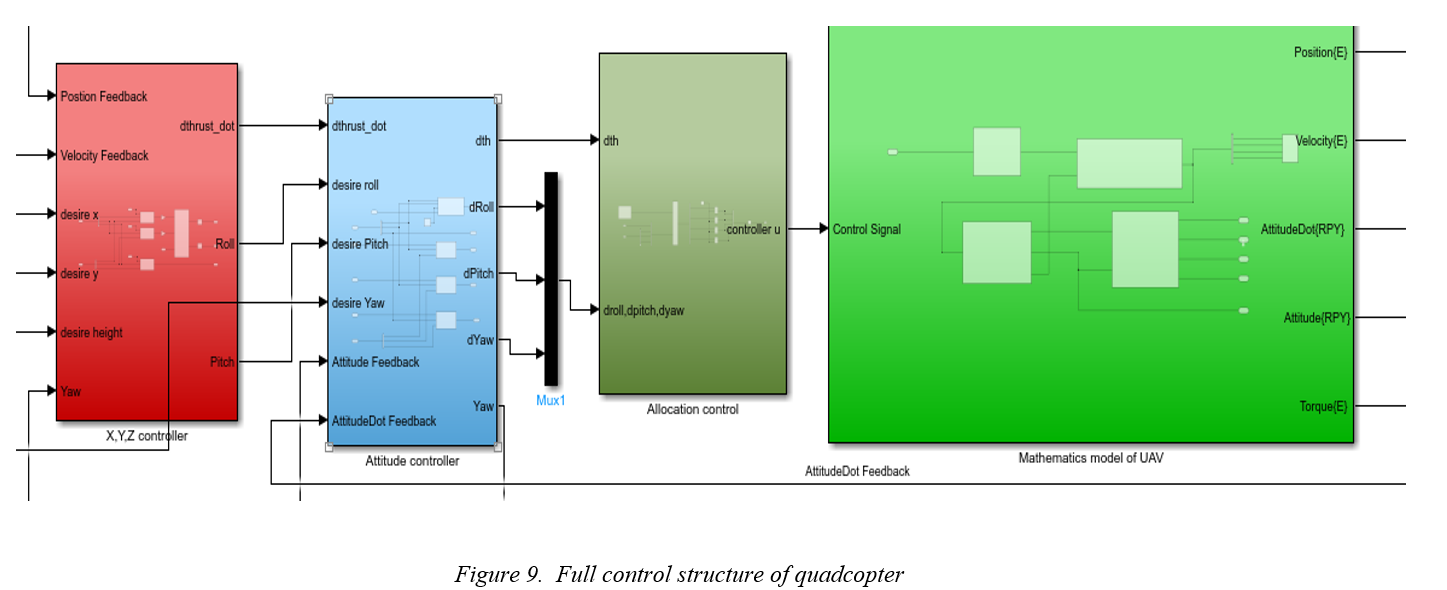 Postion Feedback
Velocity Feedback
desire x
desire y
desire height
Yaw
dthrust_dot
Roll
Pitch
X,Y,Z controller
dthrust_dot
desire roll
desire Pitch
desire Yaw
Attitude Feedback
AttitudeDot Feedback
dth
dRoll
dPitch
dYaw
Yaw
Attitude controller
Mux1
dth
droll,dpitch,dyaw
controller u
Allocation control
Control Signal
Position{E}
Velocity{E}
AttitudeDot{RPY}
Attitude{RPY}
Torque{E}
Mathematics model of UAV
AttitudeDot Feedback
Figure 9. Full control structure of quadcopter